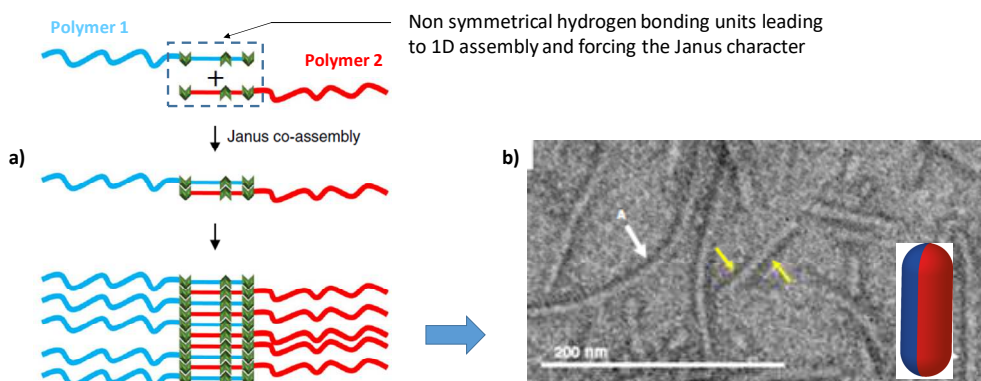 Polymer 1
Non symmetrical hydrogen bonding units leading
to 1D assembly and forcing the Janus character
Polymer 2
+
Janus co-assembly
a)
b)
A
200 nm